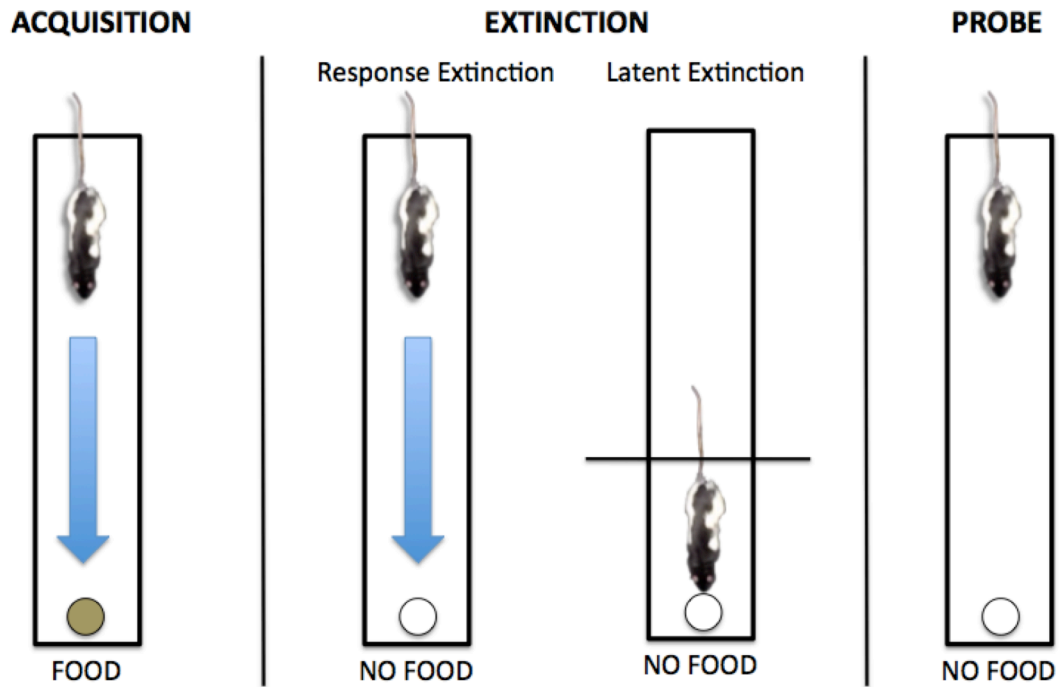 ACQUISITION
EXTINCTION
PROBE
Response Extinction
Latent Extinction
FOOD
NO FOOD
NO FOOD
NO FOOD